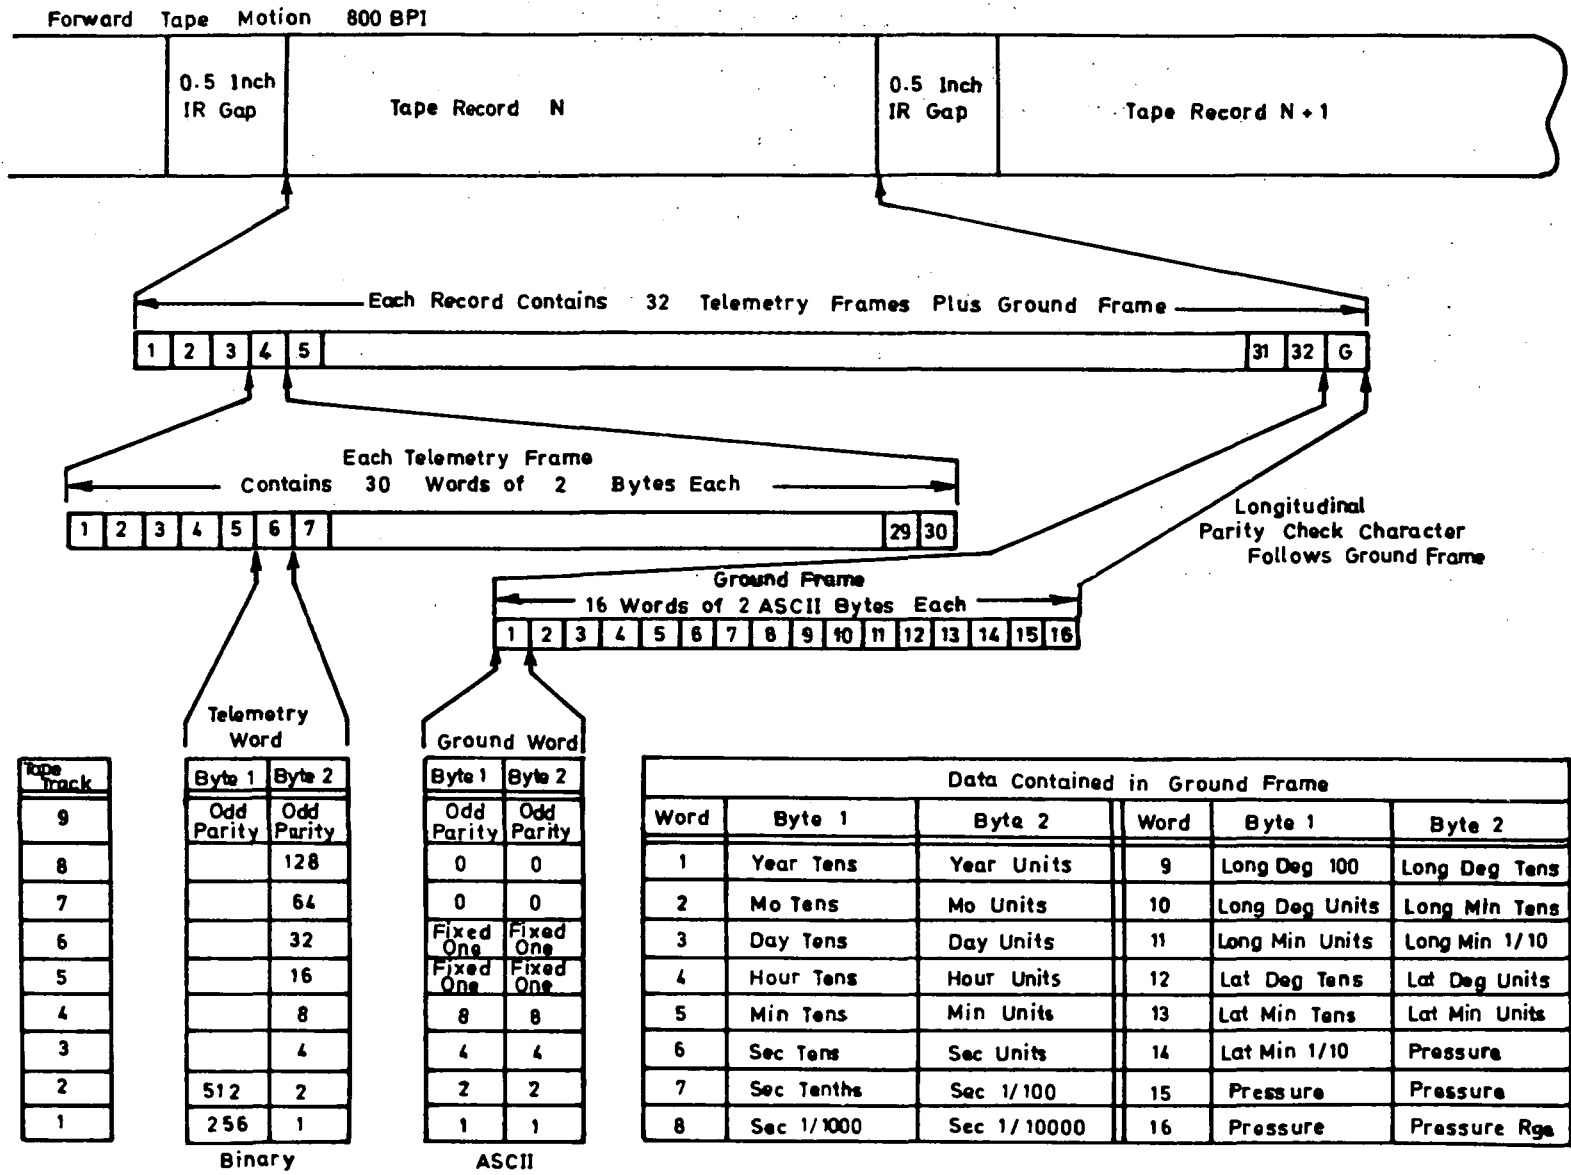 Forward Tape Motion 800 BPI
0.5 Inch
IR Gap
Tape Record N
0.5 Inch
IR Gap
Tape Record N + 1
Each Record Contains 32 Telemetry Frames Plus Ground Frame
1 2 3 4 5 31 32 G
Each Telemetry Frame
Contains 30 Words of 2 Bytes Each
1 2 3 4 5 6 7 29 30
Longitudinal
Parity Check Character
Follows Ground Frame
Ground Frame
16 Words of 2 ASCII Bytes Each
1 2 3 4 5 6 7 8 9 10 11 12 13 14 15 16
Telemetry
Word
Ground Word
Tape
Track
9
8
7
6
5
4
3
2
1
Byte 1 Byte 2
Odd Parity Odd Parity
128
64
32
16
8
4
512 2
256 1
Binary
Byte 1 Byte 2
Odd Parity Odd Parity
0 0
0 0
Fixed One Fixed One
Fixed One Fixed One
8 8
4 4
2 2
1 1
ASCII
Data Contained in Ground Frame
Word Byte 1 Byte 2 Word Byte 1 Byte 2
1 Year Tens Year Units 9 Long Deg 100 Long Deg Tens
2 Mo Tens Mo Units 10 Long Deg Units Long Min Tens
3 Day Tens Day Units 11 Long Min Units Long Min 1/10
4 Hour Tens Hour Units 12 Lat Deg Tens Lat Deg Units
5 Min Tens Min Units 13 Lat Min Tens Lat Min Units
6 Sec Tens Sec Units 14 Lat Min 1/10 Pressure
7 Sec Tenths Sec 1/100 15 Pressure Pressure
8 Sec 1/1000 Sec 1/10000 16 Pressure Pressure Rge